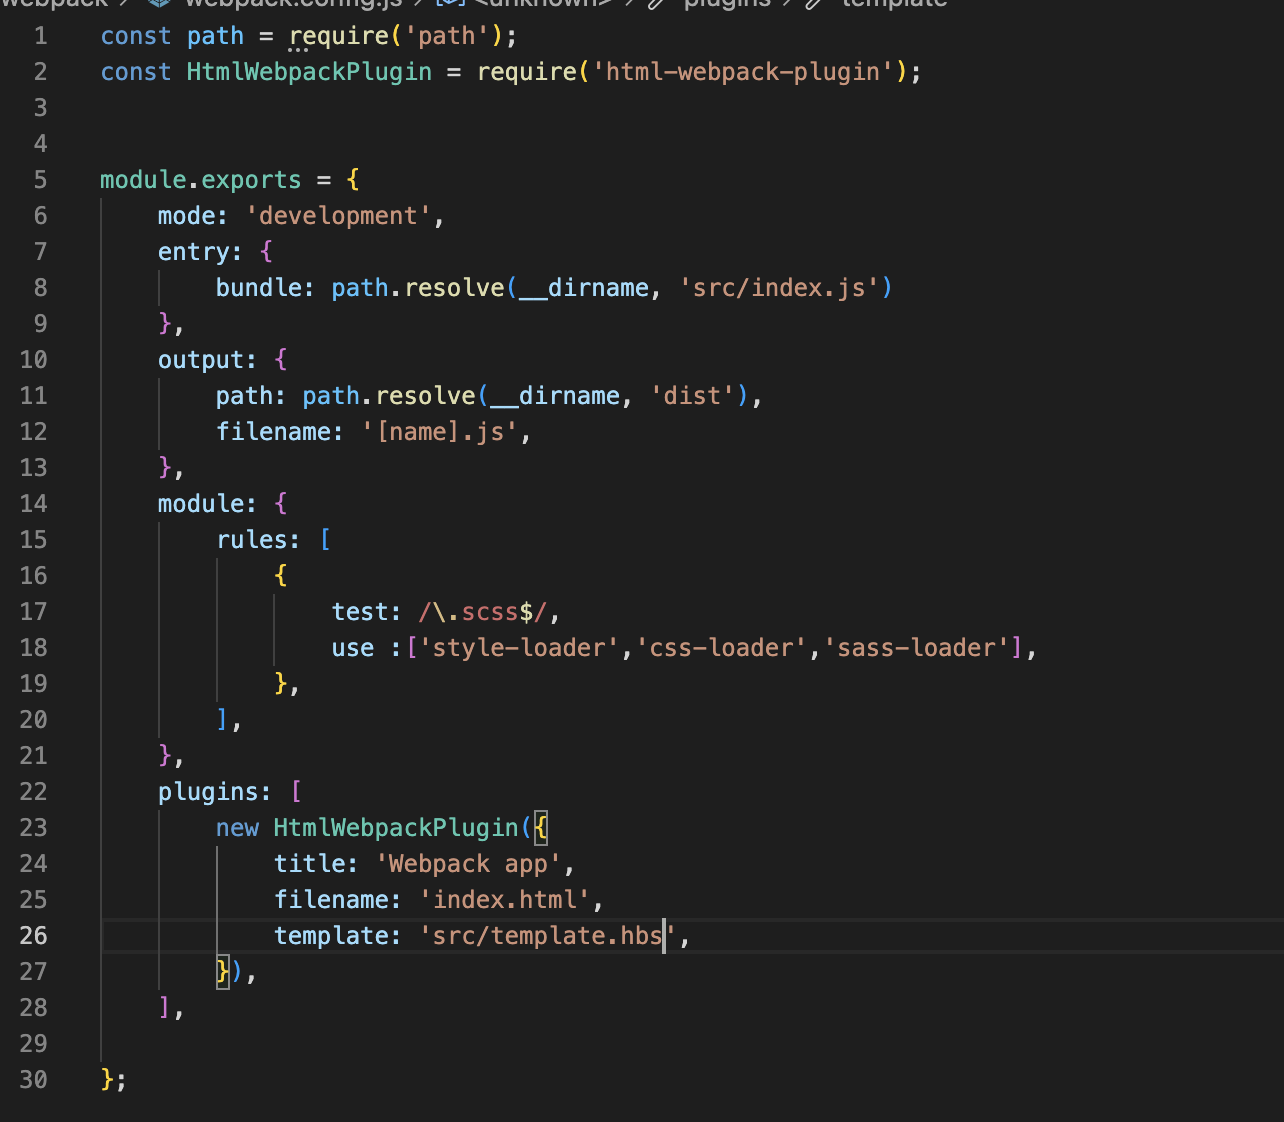 webpack > webpack.config.js > <unknown> > plugins > template
1 const path = require('path');
2 const HtmlWebpackPlugin = require('html-webpack-plugin');
3
4
5 module.exports = {
6     mode: 'development',
7     entry: {
8         bundle: path.resolve(__dirname, 'src/index.js')
9     },
10     output: {
11         path: path.resolve(__dirname, 'dist'),
12         filename: '[name].js',
13     },
14     module: {
15         rules: [
16             {
17                 test: /\.scss$/,
18                 use :['style-loader','css-loader','sass-loader'],
19             },
20         ],
21     },
22     plugins: [
23         new HtmlWebpackPlugin({
24             title: 'Webpack app',
25             filename: 'index.html',
26             template: 'src/template.hbs',
27         }),
28     ],
29
30 };